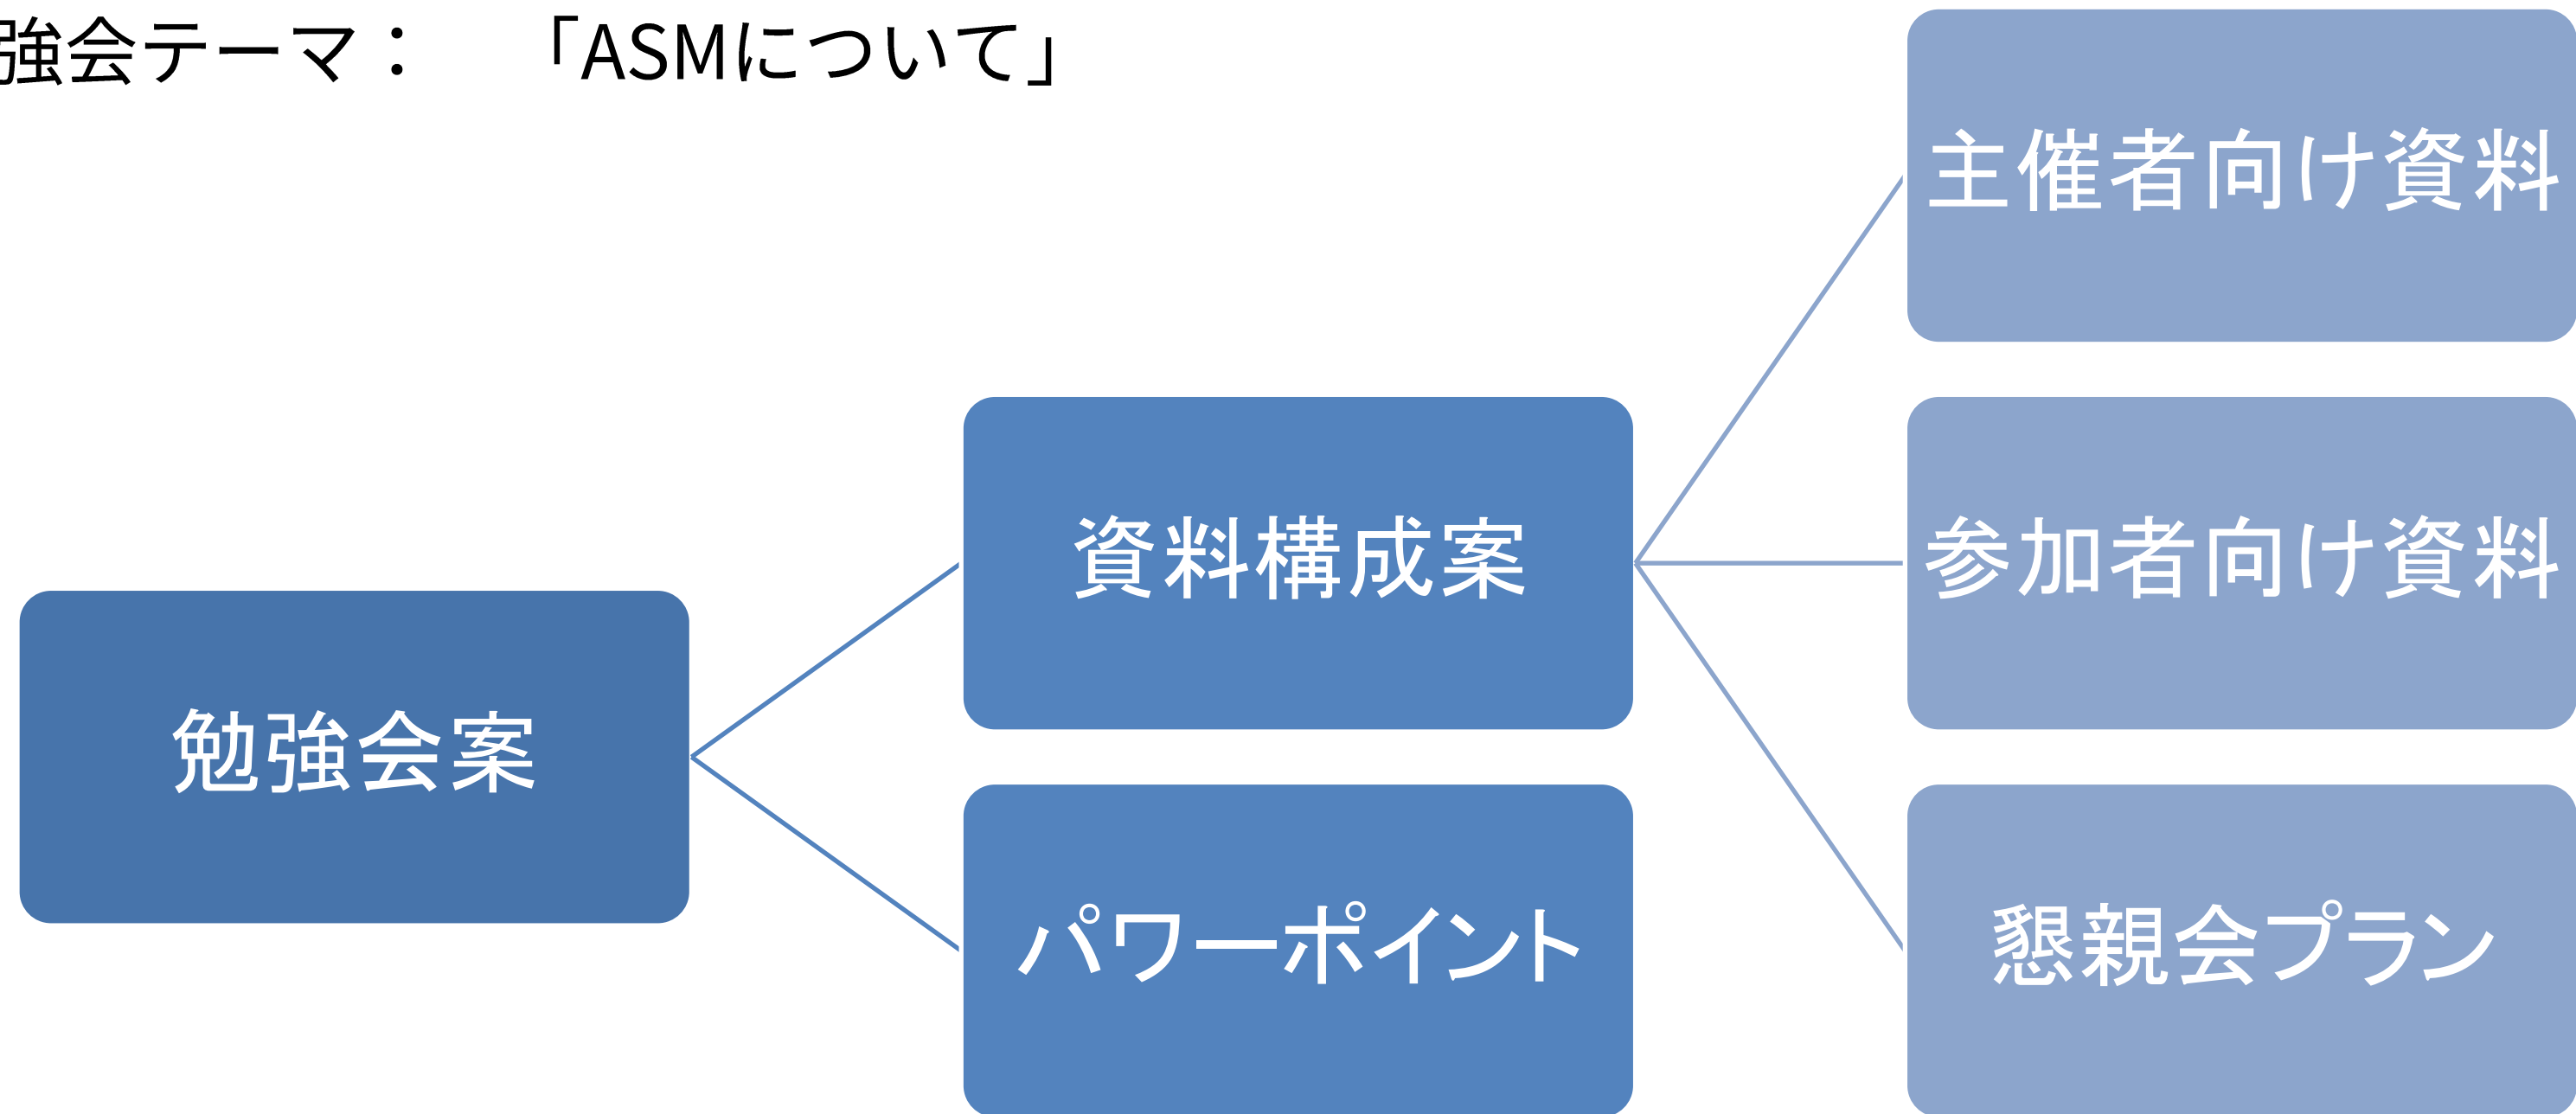 強会テーマ：　「ASMについて」
勉強会案
資料構成案
パワーポイント
主催者向け資料
参加者向け資料
懇親会プラン